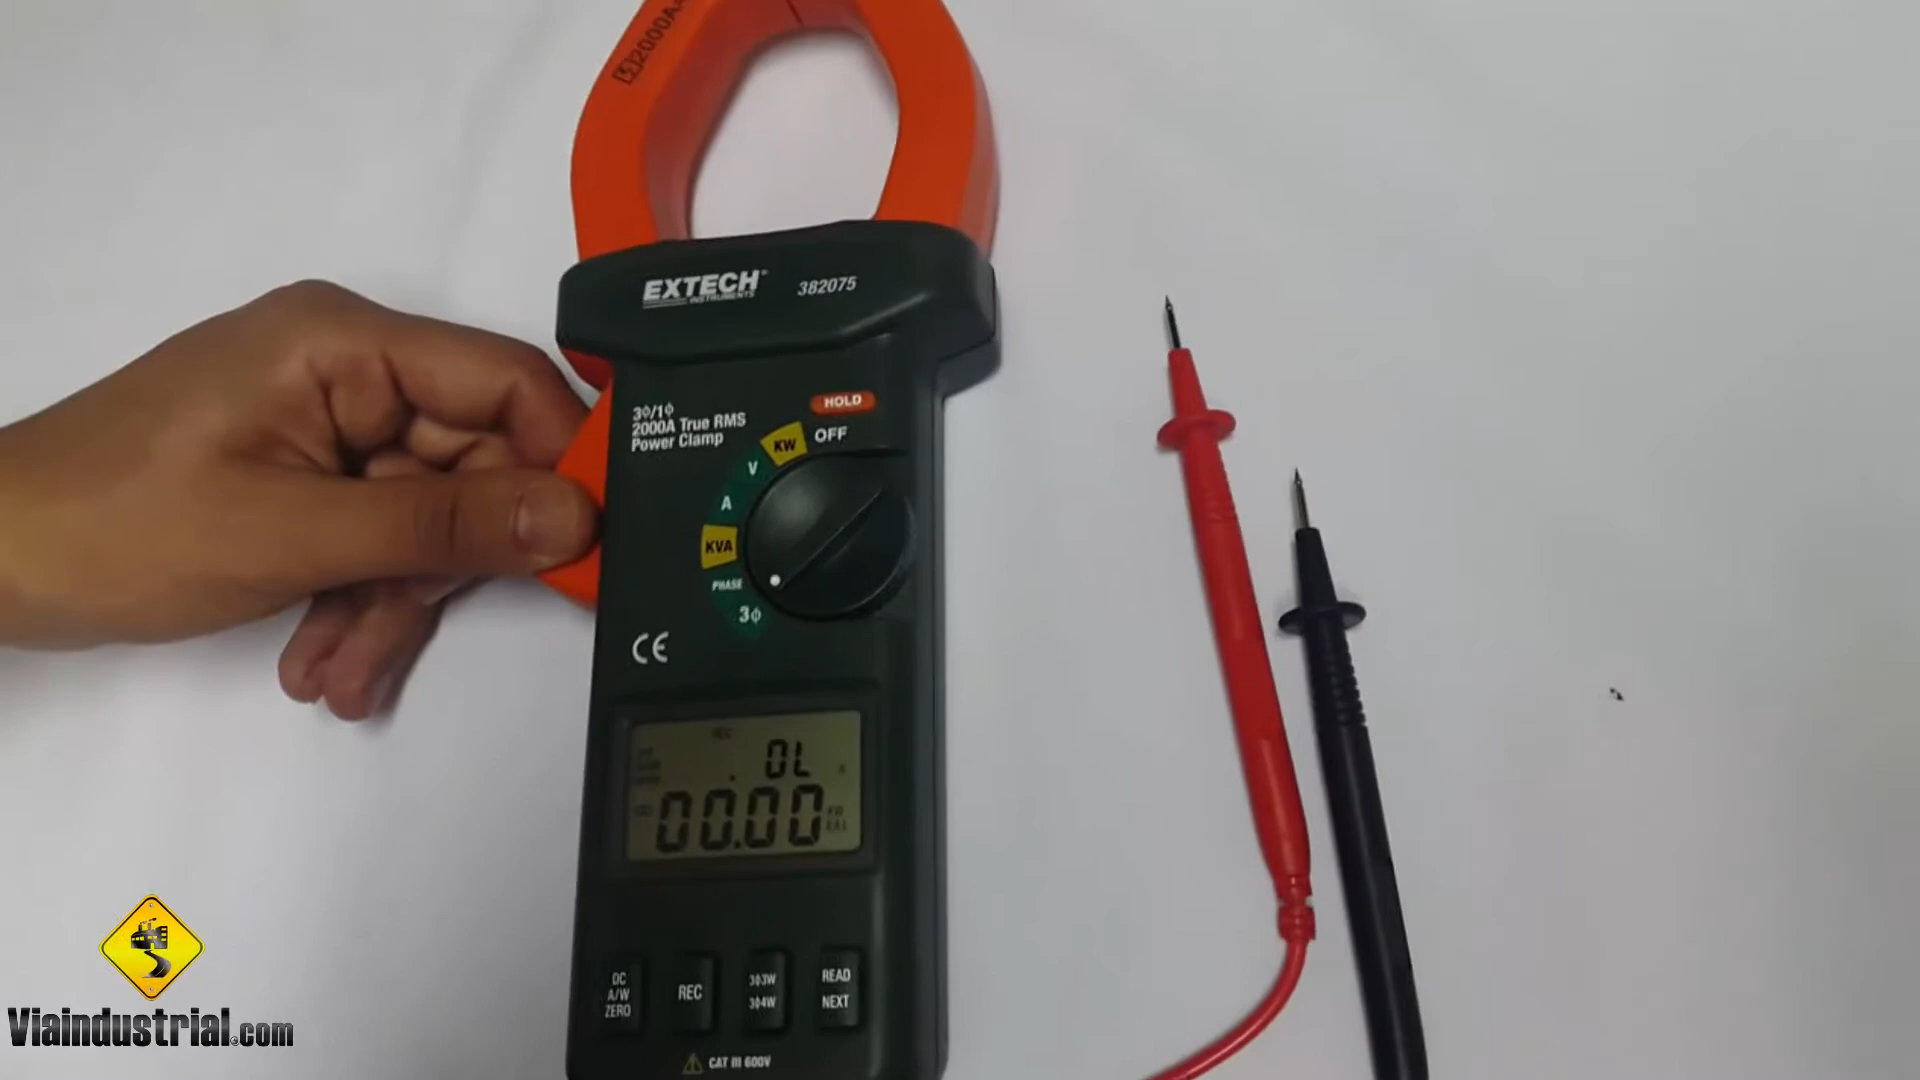 2000A
EXTECH®
INSTRUMENTS
382075
HOLD
3ϕ/1ϕ
2000A True RMS
Power Clamp
OFF
KW
V
A
KVA
PHASE
3ϕ
CE
REC
.0L
00.00
KW
DC
A/W
ZERO
REC
3ϕ3W
3ϕ4W
READ
NEXT
CAT III 600V
Viaindustrial.com